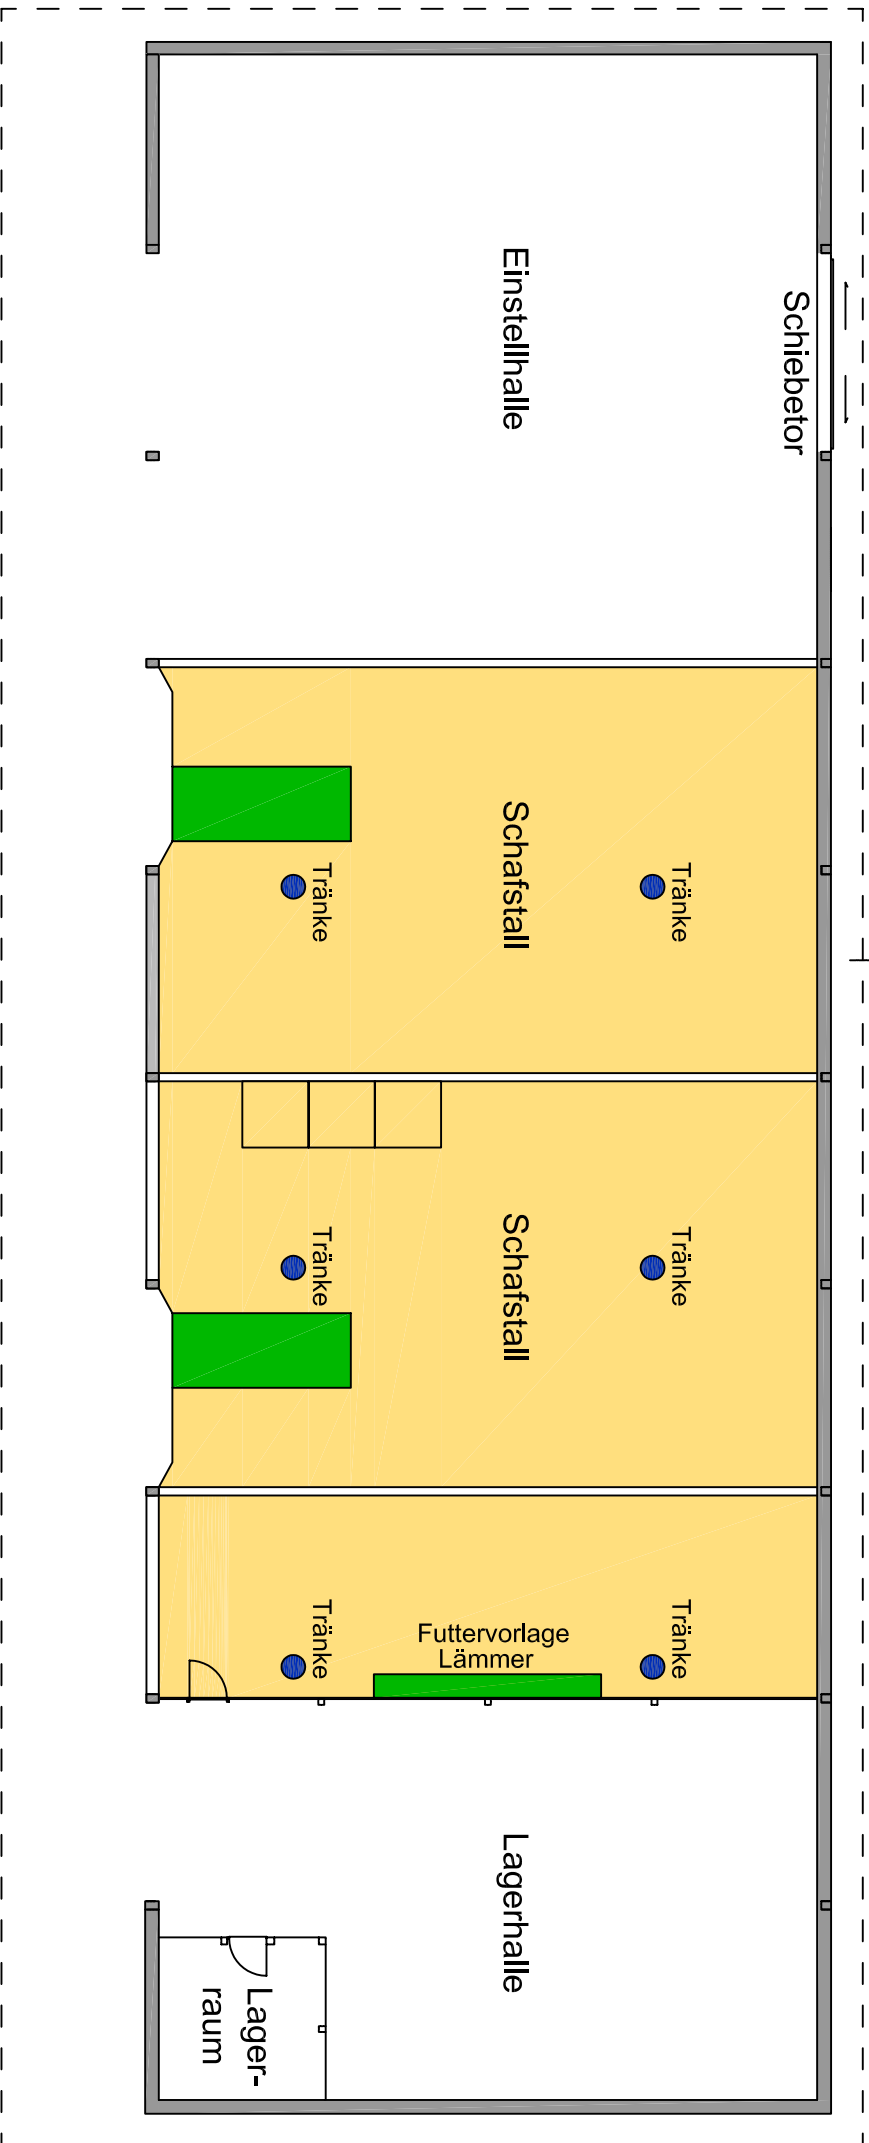 Schiebetor
Einstellhalle
Schafstall
Tränke
Tränke
Schafstall
Tränke
Tränke
Tränke
Tränke
Futtervorlage
Lämmer
Lagerhalle
Lager-
raum